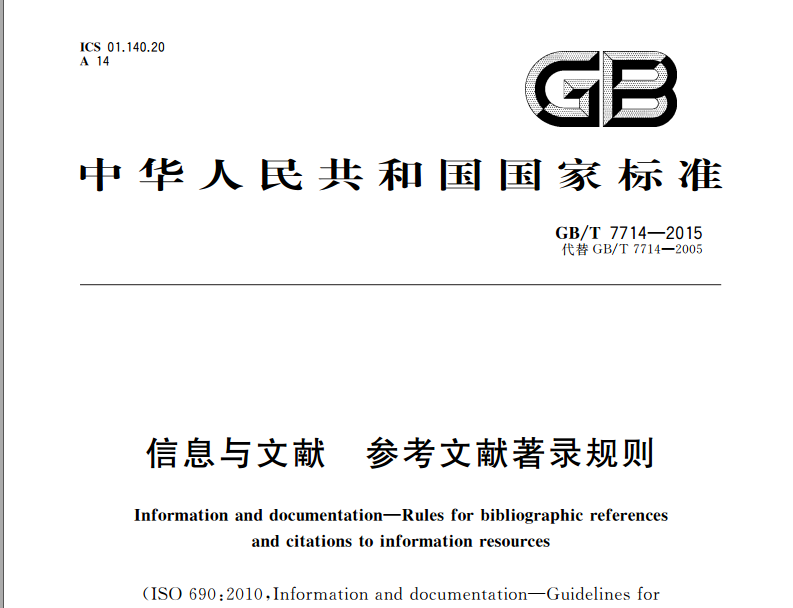 ICS 01.140.20
A 14
GB
中华人民共和国国家标准
GB/T 7714—2015
代替 GB/T 7714—2005
信息与文献 参考文献著录规则
Information and documentation—Rules for bibliographic references
and citations to information resources
(ISO 690:2010,Information and documentation—Guidelines for